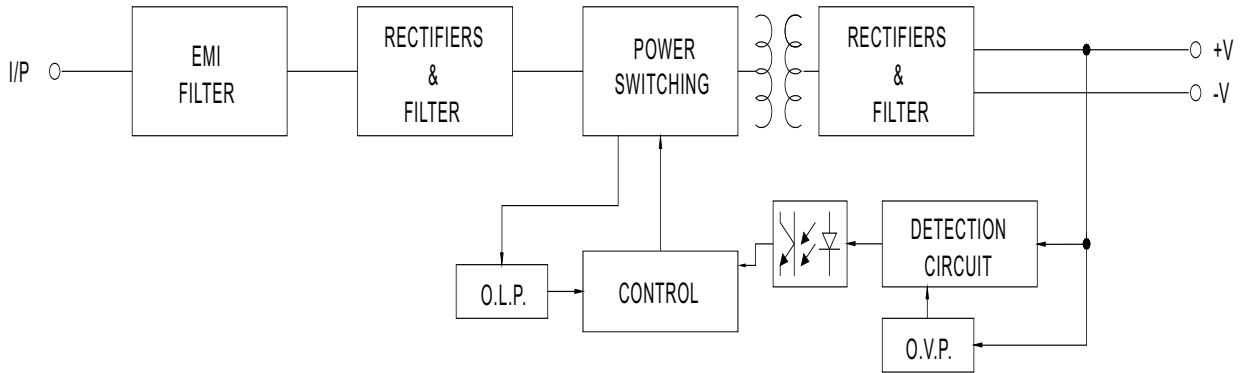 I/P
EMI
FILTER
RECTIFIERS
&
FILTER
POWER
SWITCHING
RECTIFIERS
&
FILTER
+V
-V
O.L.P.
CONTROL
DETECTION
CIRCUIT
O.V.P.